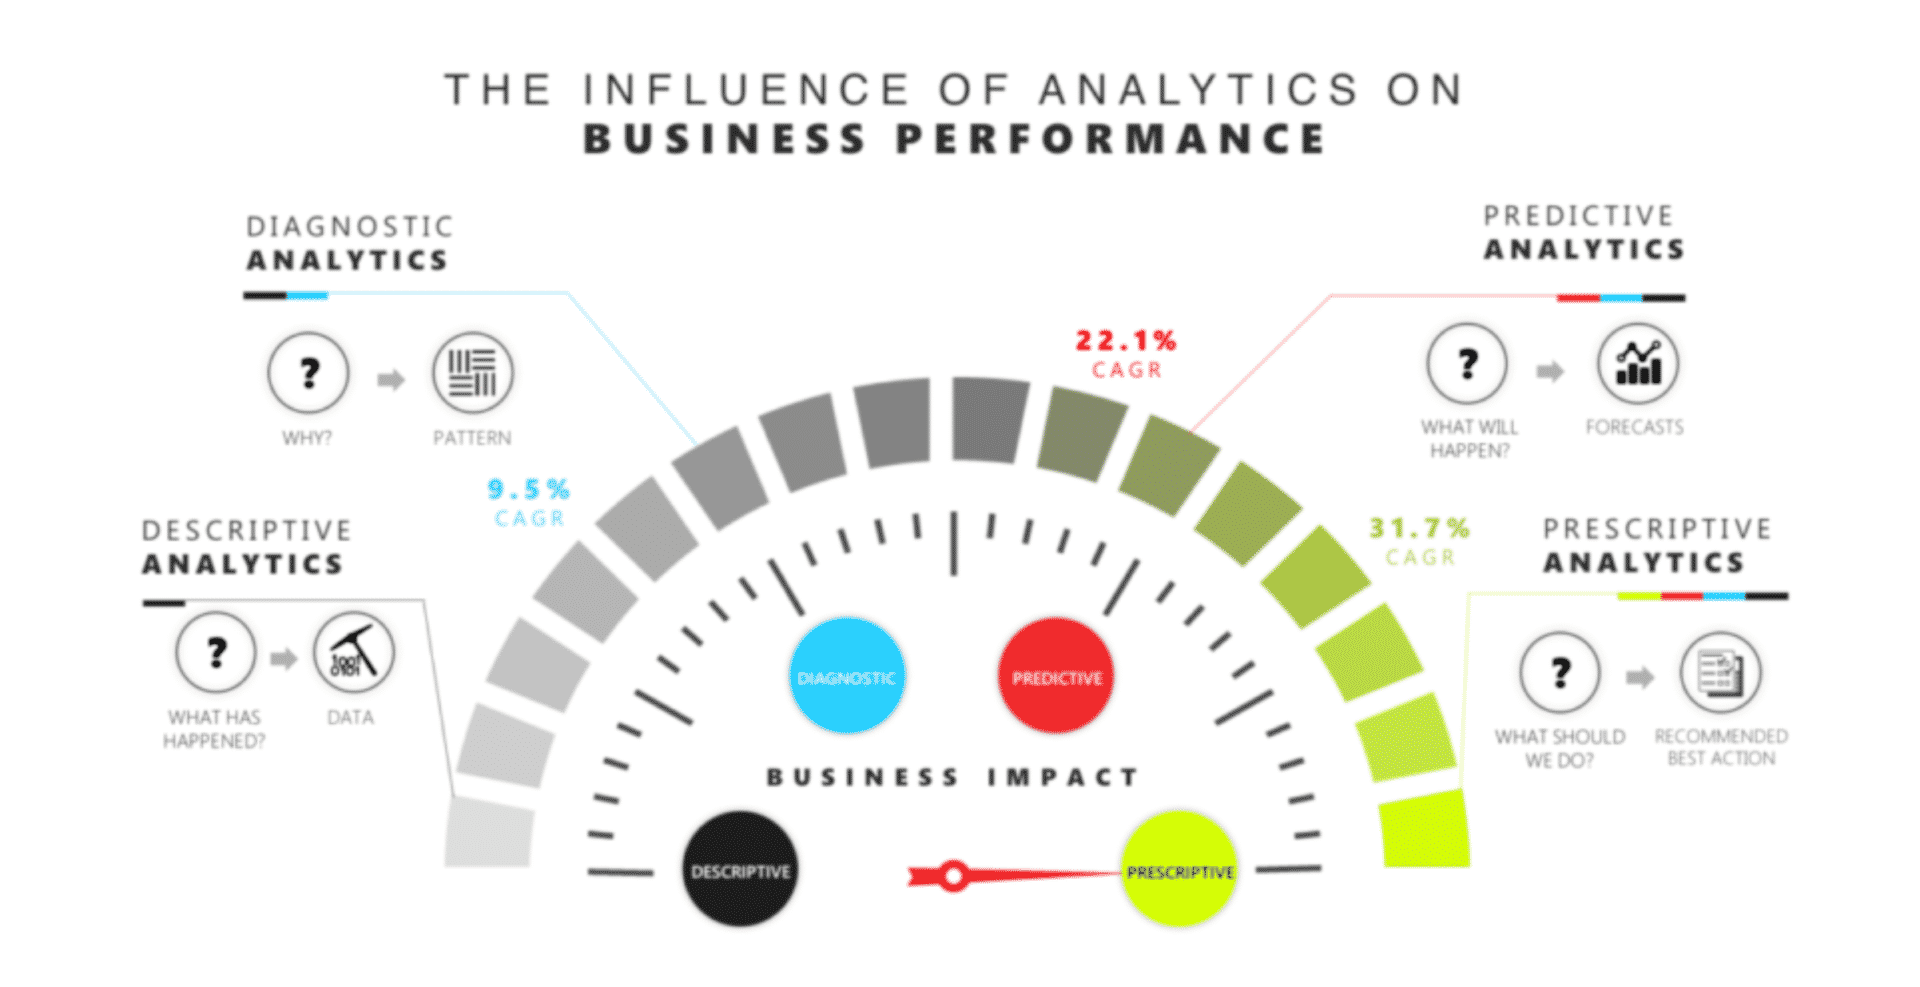 THE INFLUENCE OF ANALYTICS ON
BUSINESS PERFORMANCE
DIAGNOSTIC
ANALYTICS
?
WHY?
PATTERN
9.5%
CAGR
DESCRIPTIVE
ANALYTICS
?
1001
0101
WHAT HAS
HAPPENED?
DATA
22.1%
CAGR
PREDICTIVE
ANALYTICS
?
WHAT WILL
HAPPEN?
FORECASTS
31.7%
CAGR
PRESCRIPTIVE
ANALYTICS
?
WHAT SHOULD
WE DO?
RECOMMENDED
BEST ACTION
DIAGNOSTIC
PREDICTIVE
BUSINESS IMPACT
DESCRIPTIVE
PRESCRIPTIVE